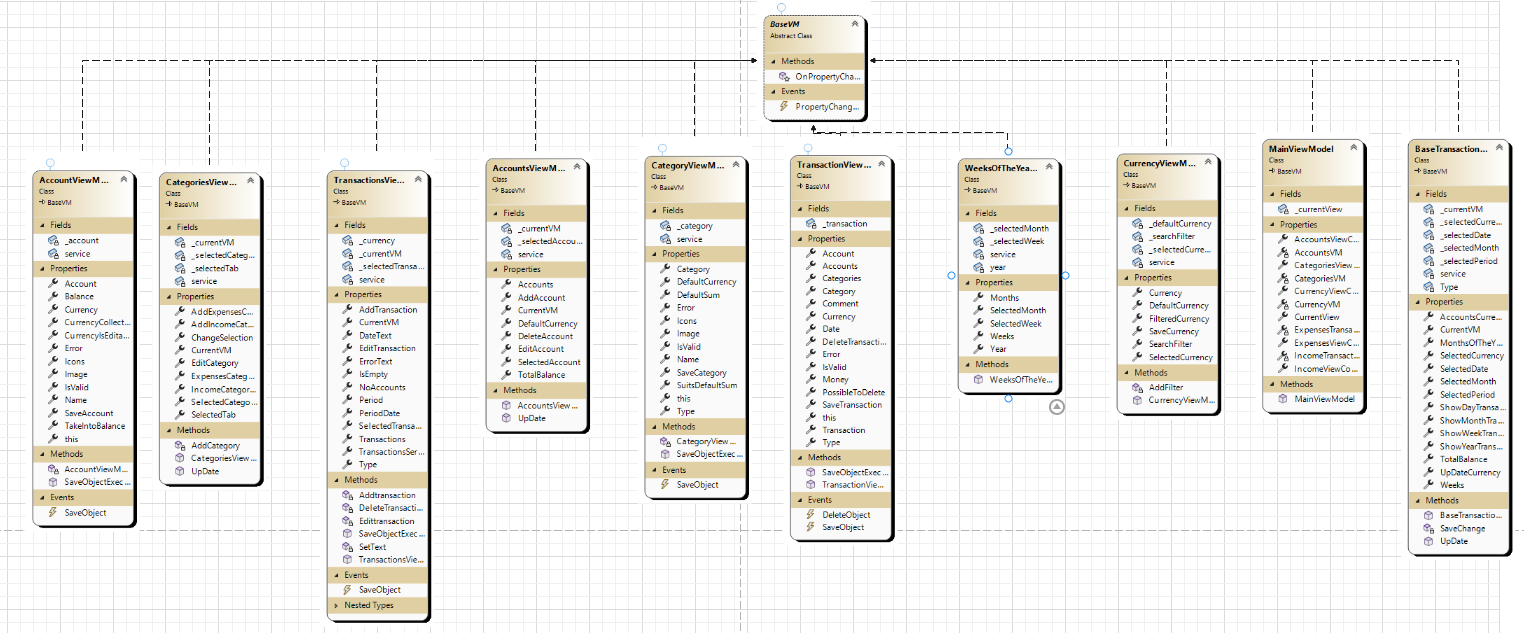 BaseVM
Abstract Class
Methods
OnPropertyCha...
Events
PropertyChang...
AccountViewM...
Class
BaseVM
Fields
_account
service
Properties
Account
Balance
Currency
CurrencyCollect...
CurrencyIsEdita...
Error
Icons
Image
IsValid
Name
SaveAccount
TakeIntoBalance
this
Methods
AccountViewM...
SaveObjectExec...
Events
SaveObject
CategoriesView...
Class
BaseVM
Fields
_currentVM
_selectedCateg...
_selectedTab
service
Properties
AddExpensesC...
AddIncomeCat...
ChangeSelection
CurrentVM
EditCategory
ExpensesCateg...
IncomeCategor...
SelectedCatego...
SelectedTab
Methods
AddCategory
CategoriesView...
UpDate
TransactionsVie...
Class
BaseVM
Fields
_currency
_currentVM
_selectedTransa...
service
Properties
AddTransaction
CurrentVM
DateText
EditTransaction
ErrorText
IsEmpty
NoAccounts
Period
PeriodDate
SelectedTransa...
Transactions
TransactionsSer...
Type
Methods
Addtransaction
DeleteTransacti...
Edittransaction
SaveObjectExec...
SetText
TransactionsVie...
Events
SaveObject
Nested Types
AccountsViewM...
Class
BaseVM
Fields
_currentVM
_selectedAccou...
service
Properties
Accounts
AddAccount
CurrentVM
DefaultCurrency
DeleteAccount
EditAccount
SelectedAccount
TotalBalance
Methods
AccountsView...
UpDate
CategoryViewM...
Class
BaseVM
Fields
_category
service
Properties
Category
DefaultCurrency
DefaultSum
Error
Icons
Image
IsValid
Name
SaveCategory
SuitsDefaultSum
this
Type
Methods
CategoryView...
SaveObjectExec...
Events
SaveObject
TransactionView...
Class
BaseVM
Fields
_transaction
Properties
Account
Accounts
Categories
Category
Comment
Currency
Date
DeleteTransacti...
Error
IsValid
Money
PossibleToDelete
SaveTransaction
this
Transaction
Type
Methods
SaveObjectExec...
TransactionVie...
Events
DeleteObject
SaveObject
WeeksOfTheYea...
Class
BaseVM
Fields
_selectedMonth
_selectedWeek
service
year
Properties
Months
SelectedMonth
SelectedWeek
Weeks
Year
Methods
WeeksOfTheYe...
CurrencyViewM...
Class
BaseVM
Fields
_defaultCurrency
_searchFilter
_selectedCurre...
service
Properties
Currency
DefaultCurrency
FilteredCurrency
SaveCurrency
SearchFilter
SelectedCurrency
Methods
AddFilter
CurrencyViewM...
MainViewModel
Class
BaseVM
Fields
_currentView
Properties
AccountsViewC...
AccountsVM
CategoriesView...
CategoriesVM
CurrencyViewC...
CurrencyVM
CurrentView
ExpensesTransa...
ExpensesViewC...
IncomeTransact...
IncomeViewCo...
Methods
MainViewModel
BaseTransaction...
Class
BaseVM
Fields
_currentVM
_selectedCurre...
_selectedDate
_selectedMonth
_selectedPeriod
service
Type
Properties
AccountsCurre...
CurrentVM
MonthsOfTheY...
SelectedCurrency
SelectedDate
SelectedMonth
SelectedPeriod
ShowDayTransa...
ShowMonthTra...
ShowWeekTran...
ShowYearTrans...
TotalBalance
UpDateCurrency
Weeks
Methods
BaseTransactio...
SaveChange
UpDate